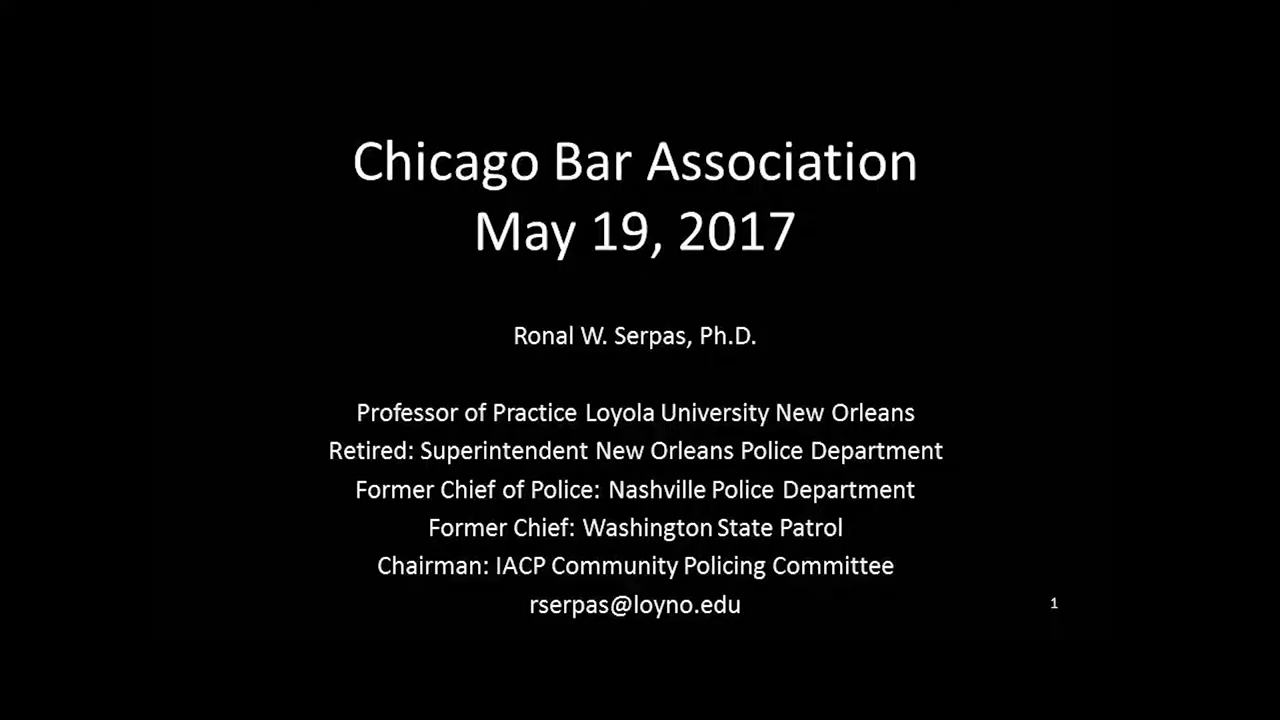 Chicago Bar Association
May 19, 2017
Ronal W. Serpas, Ph.D.
Professor of Practice Loyola University New Orleans
Retired: Superintendent New Orleans Police Department
Former Chief of Police: Nashville Police Department
Former Chief: Washington State Patrol
Chairman: IACP Community Policing Committee
rserpas@loyno.edu
1